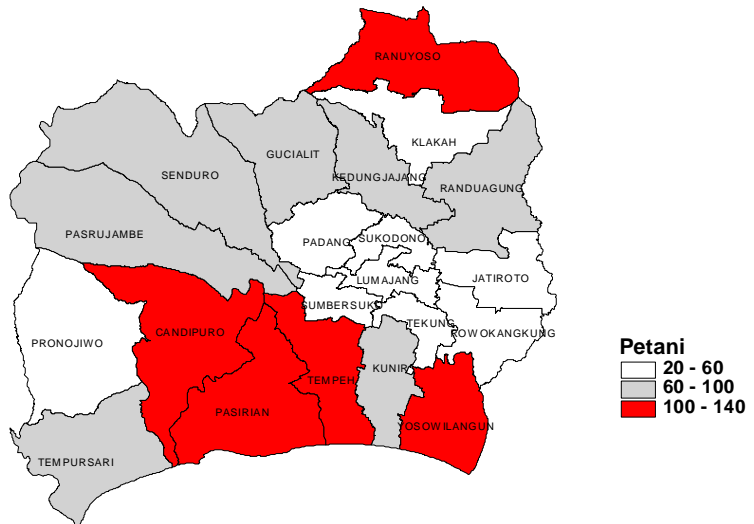 RANUYOSO
KLAKAH
GUCIALIT
SENDURO
KEDUNGJAJANG
RANDUAGUNG
PASRUJAMBE
PADANG
SUKODONO
LUMAJANG
JATIROTO
SUMBERSUKO
TEKUNG
ROWOKANGKUNG
CANDIPURO
PRONOJIWO
KUNIR
TEMPEH
PASIRIAN
YOSOWILANGUN
TEMPURSARI
Petani
20 - 60
60 - 100
100 - 140